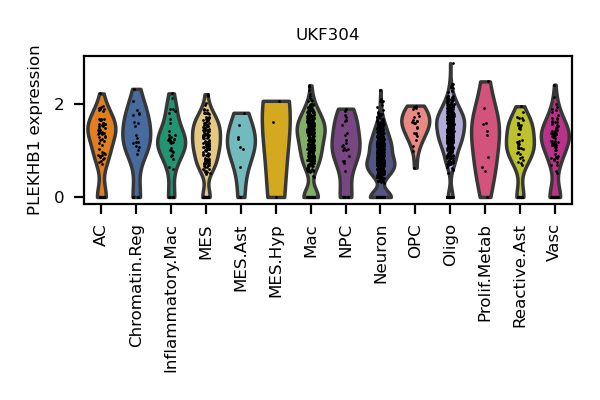 UKF304
PLEKHB1 expression
2
0
AC
Chromatin.Reg
Inflammatory.Mac
MES
MES.Ast
MES.Hyp
Mac
NPC
Neuron
OPC
Oligo
Prolif.Metab
Reactive.Ast
Vasc